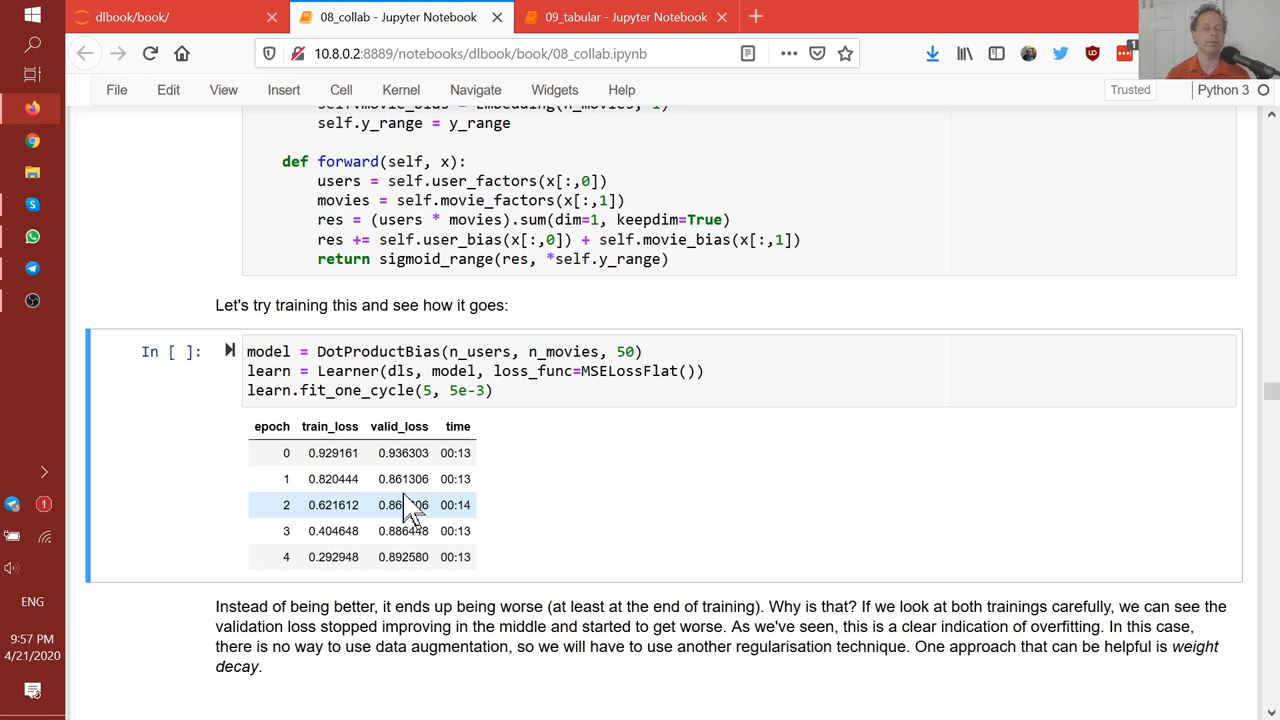 dlbook/book/
08_collab - Jupyter Notebook
09_tabular - Jupyter Notebook
10.8.0.2:8889/notebooks/dlbook/book/08_collab.ipynb
1
File Edit View Insert Cell Kernel Navigate Widgets Help
Trusted
Python 3
self.y_range = y_range
def forward(self, x):
users = self.user_factors(x[:,0])
movies = self.movie_factors(x[:,1])
res = (users * movies).sum(dim=1, keepdim=True)
res += self.user_bias(x[:,0]) + self.movie_bias(x[:,1])
return sigmoid_range(res, *self.y_range)
Let's try training this and see how it goes:
In [ ]:
model = DotProductBias(n_users, n_movies, 50)
learn = Learner(dls, model, loss_func=MSELossFlat())
learn.fit_one_cycle(5, 5e-3)
epoch train_loss valid_loss time
0 0.929161 0.936303 00:13
1 0.820444 0.861306 00:13
2 0.621612 00:14
3 0.404648 0.886448 00:13
4 0.292948 0.892580 00:13
Instead of being better, it ends up being worse (at least at the end of training). Why is that? If we look at both trainings carefully, we can see the
validation loss stopped improving in the middle and started to get worse. As we've seen, this is a clear indication of overfitting. In this case,
there is no way to use data augmentation, so we will have to use another regularisation technique. One approach that can be helpful is weight
decay.
1
ENG
9:57 PM
4/21/2020